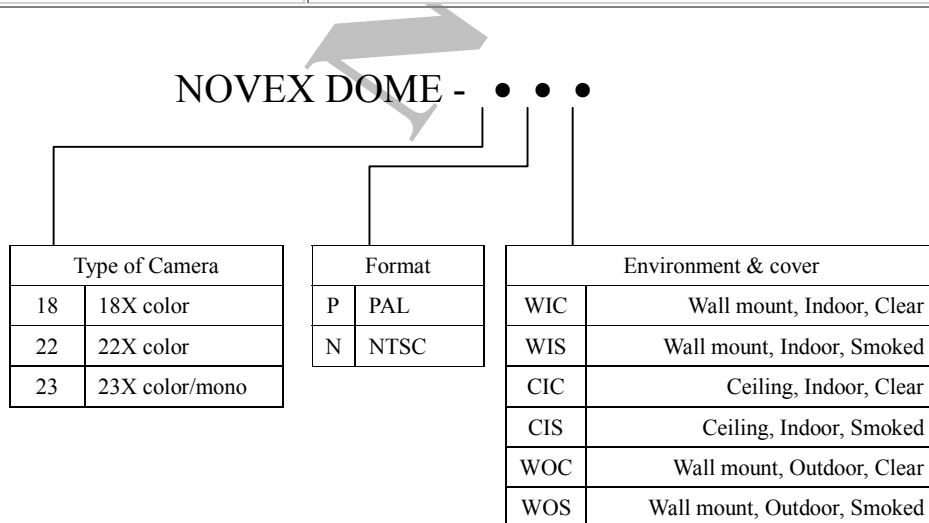 NOVEX DOME - • • •
Type of Camera
18 18X color
22 22X color
23 23X color/mono
Format
P PAL
N NTSC
Environment & cover
WIC Wall mount, Indoor, Clear
WIS Wall mount, Indoor, Smoked
CIC Ceiling, Indoor, Clear
CIS Ceiling, Indoor, Smoked
WOC Wall mount, Outdoor, Clear
WOS Wall mount, Outdoor, Smoked